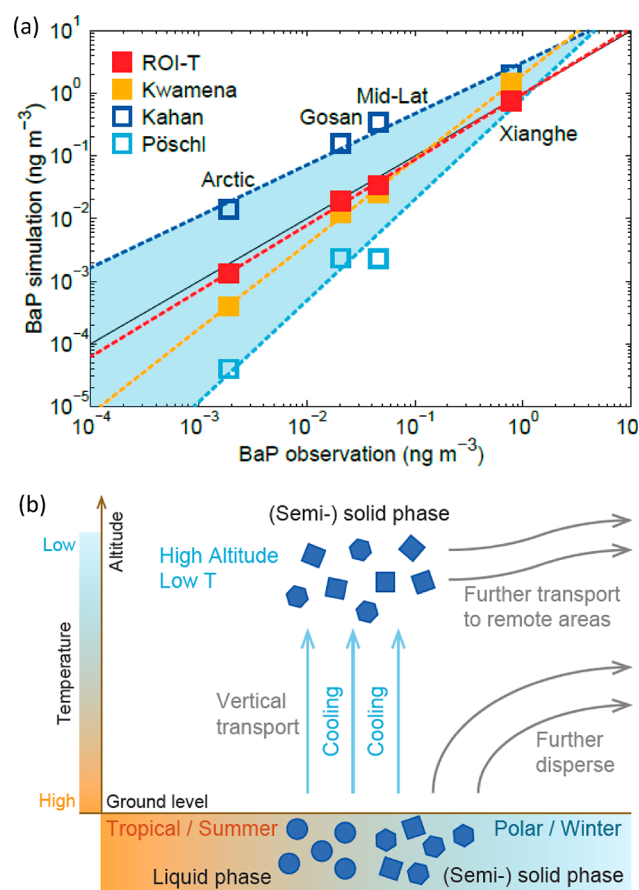 (a)
10¹
10⁰
10⁻¹
10⁻²
10⁻³
10⁻⁴
10⁻⁵
BaP simulation (ng m⁻³)
ROI-T
Kwamena
Kahan
Pöschl
Arctic
Gosan
Mid-Lat
Xianghe
10⁻⁴
10⁻³
10⁻²
10⁻¹
10⁰
10
BaP observation (ng m⁻³)
(b)
Low
Altitude
Temperature
High
(Semi-) solid phase
High Altitude
Low T
Further transport
to remote areas
Vertical
transport
Cooling
Cooling
Further
disperse
Ground level
Tropical / Summer
Polar / Winter
Liquid phase
(Semi-) solid phase